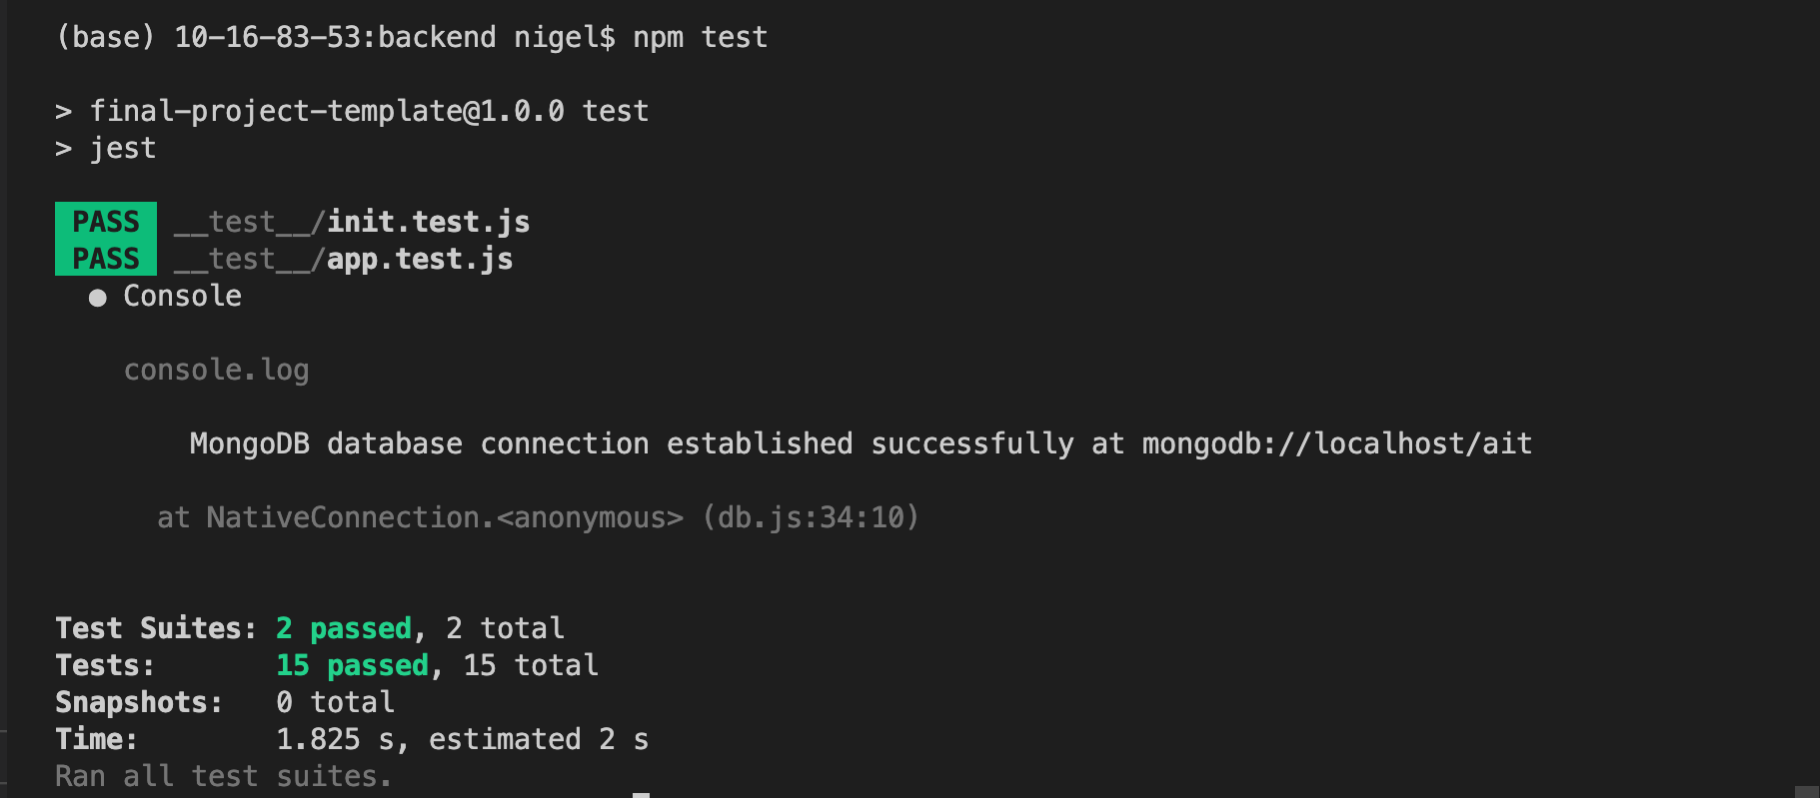 (base) 10-16-83-53:backend nigel$ npm test
> final-project-template@1.0.0 test
> jest
PASS __test__/init.test.js
PASS __test__/app.test.js
● Console
console.log
MongoDB database connection established successfully at mongodb://localhost/ait
at NativeConnection.<anonymous> (db.js:34:10)
Test Suites: 2 passed, 2 total
Tests: 15 passed, 15 total
Snapshots: 0 total
Time: 1.825 s, estimated 2 s
Ran all test suites.